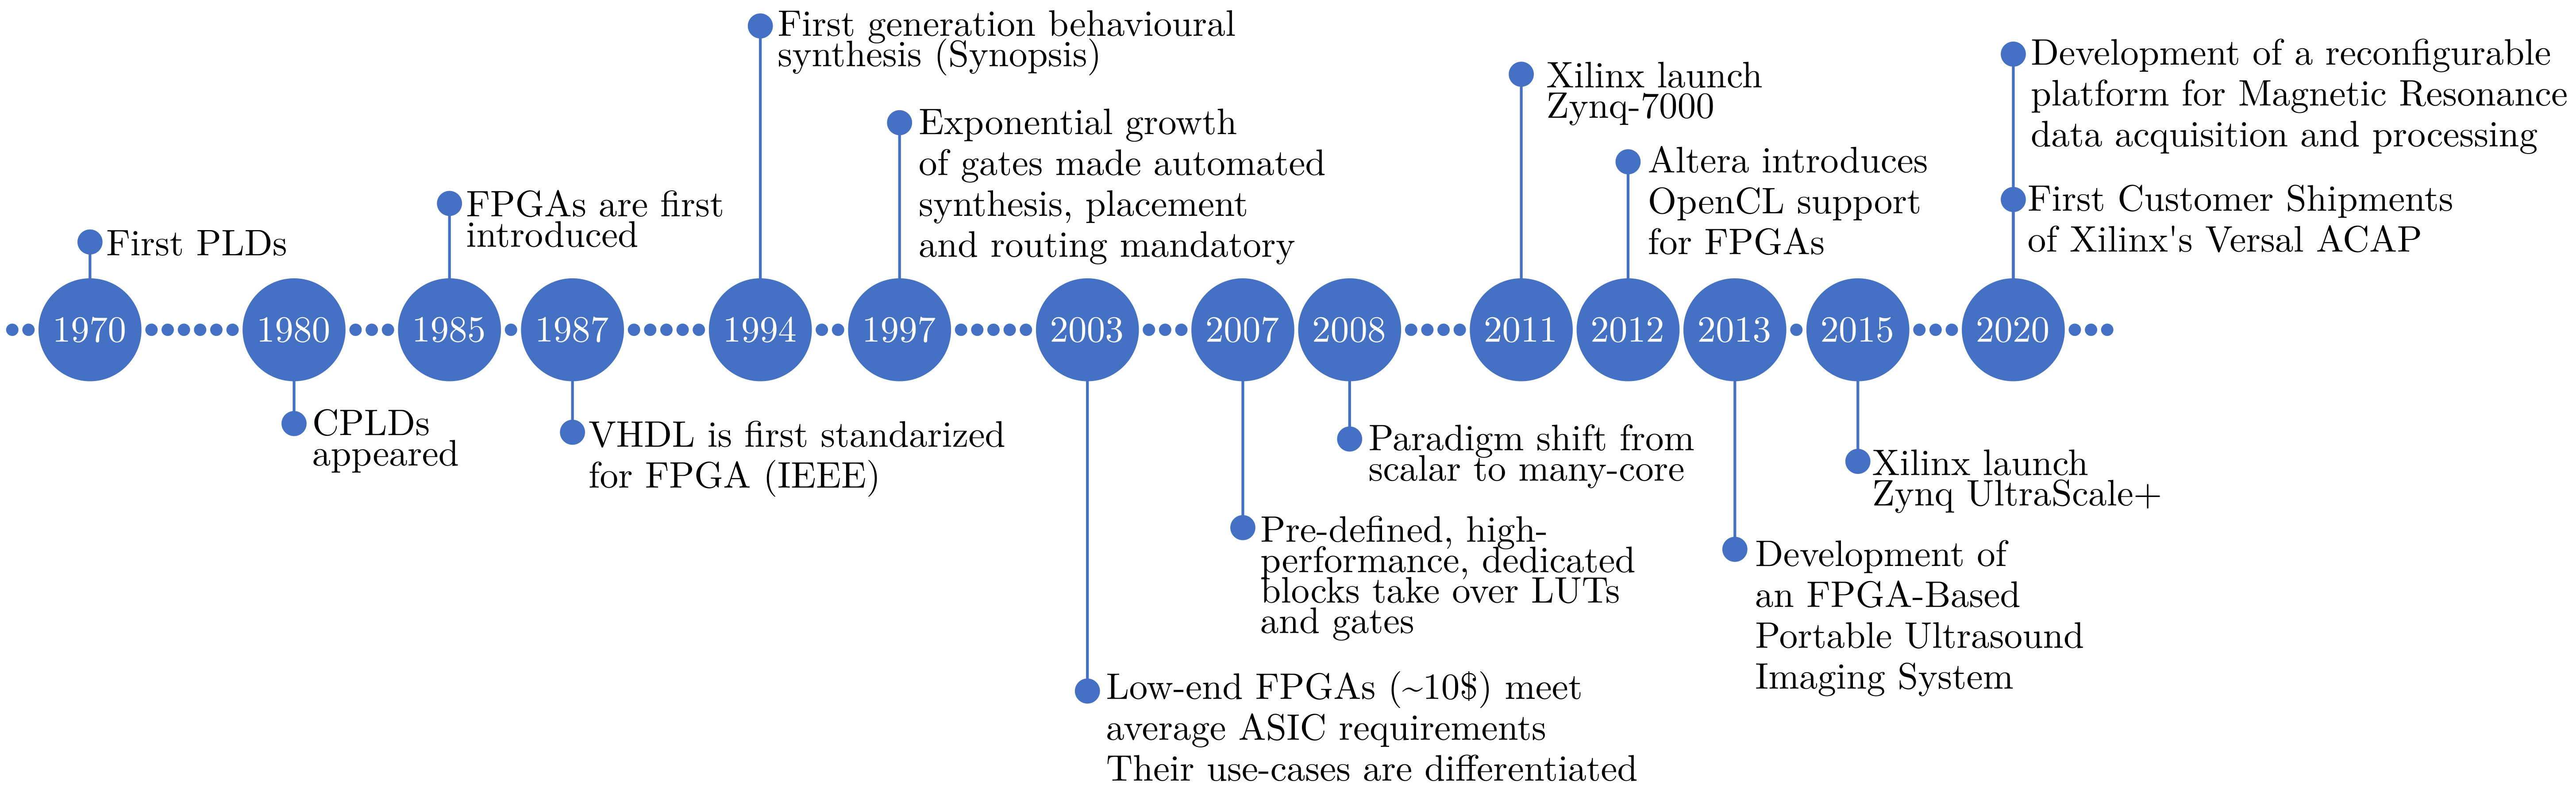 First generation behavioural
synthesis (Synopsis)
Development of a reconfigurable
platform for Magnetic Resonance
data acquisition and processing
Xilinx launch
Zynq-7000
Exponential growth
of gates made automated
synthesis, placement
and routing mandatory
Altera introduces
OpenCL support
for FPGAs
FPGAs are first
introduced
First Customer Shipments
of Xilinx's Versal ACAP
First PLDs
1970
1980
1985
1987
1994
1997
2003
2007
2008
2011
2012
2013
2015
2020
CPLDs
appeared
VHDL is first standarized
for FPGA (IEEE)
Paradigm shift from
scalar to many-core
Xilinx launch
Zynq UltraScale+
Pre-defined, high-
performance, dedicated
blocks take over LUTs
and gates
Development of
an FPGA-Based
Portable Ultrasound
Imaging System
Low-end FPGAs (~10$) meet
average ASIC requirements
Their use-cases are differentiated